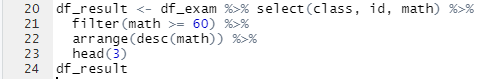 20 df_result <- df_exam %>% select(class, id, math) %>%
21   filter(math >= 60) %>%
22   arrange(desc(math)) %>%
23   head(3)
24 df_result